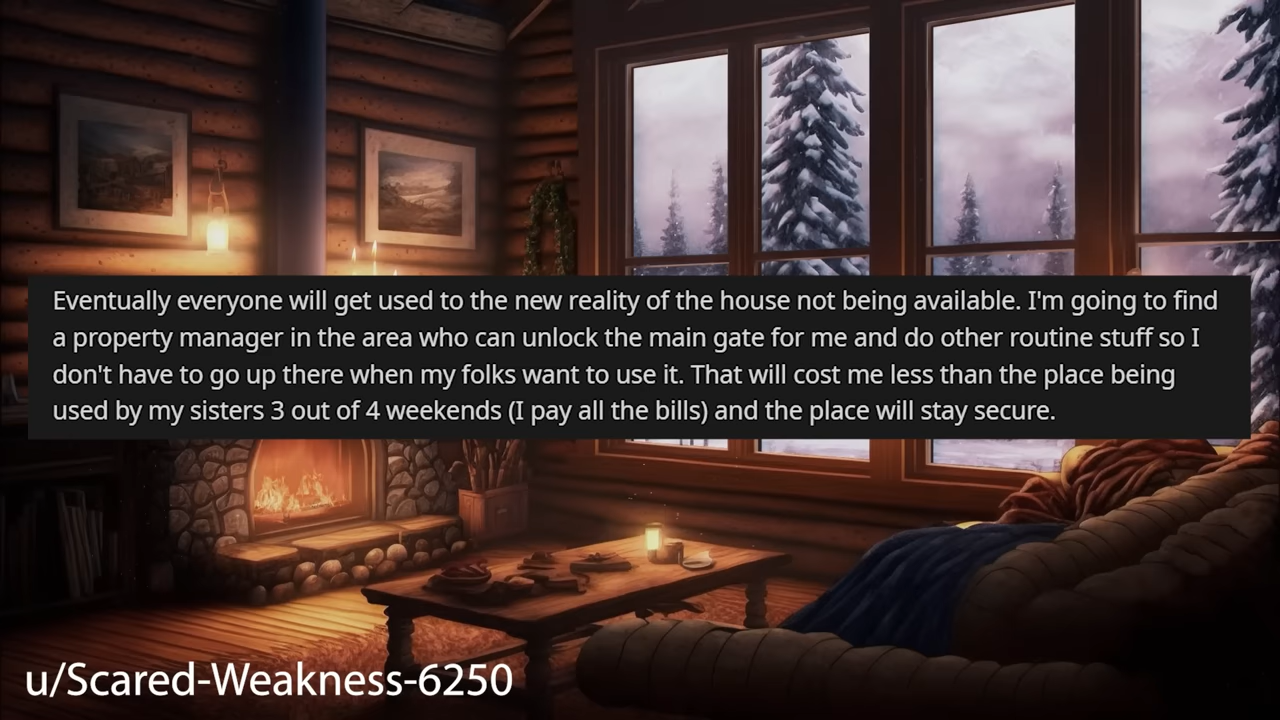 Eventually everyone will get used to the new reality of the house not being available. I'm going to find
a property manager in the area who can unlock the main gate for me and do other routine stuff so I
don't have to go up there when my folks want to use it. That will cost me less than the place being
used by my sisters 3 out of 4 weekends (I pay all the bills) and the place will stay secure.
u/Scared-Weakness-6250